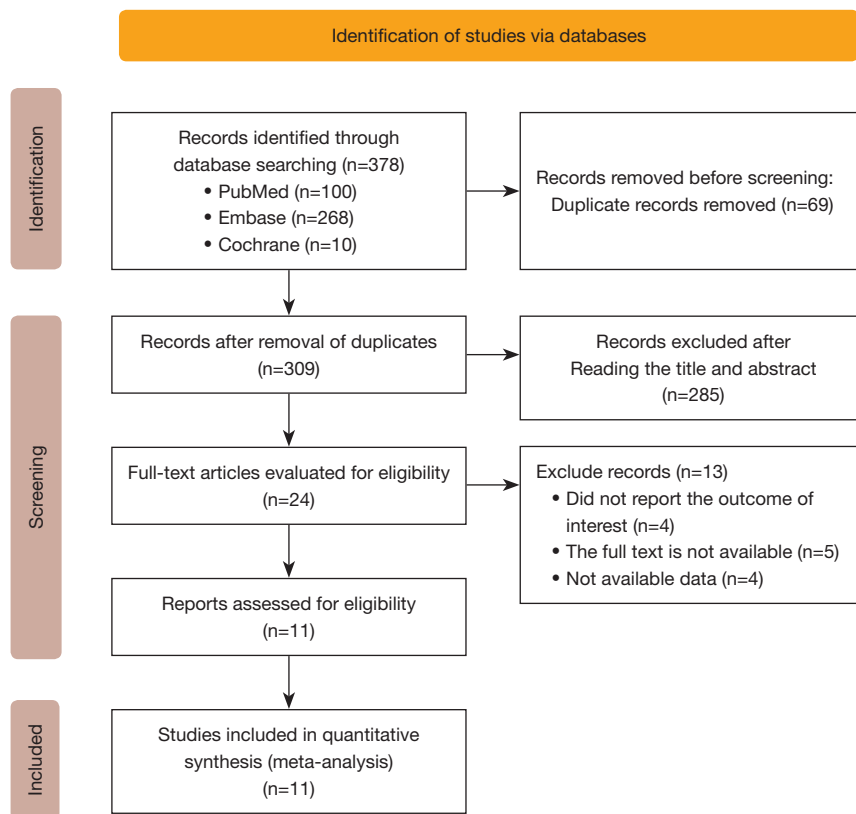 Identification of studies via databases
Identification
Records identified through
database searching (n=378)
• PubMed (n=100)
• Embase (n=268)
• Cochrane (n=10)
Records removed before screening:
Duplicate records removed (n=69)
Screening
Records after removal of duplicates
(n=309)
Records excluded after
Reading the title and abstract
(n=285)
Full-text articles evaluated for eligibility
(n=24)
Exclude records (n=13)
• Did not report the outcome of
interest (n=4)
• The full text is not available (n=5)
• Not available data (n=4)
Reports assessed for eligibility
(n=11)
Included
Studies included in quantitative
synthesis (meta-analysis)
(n=11)